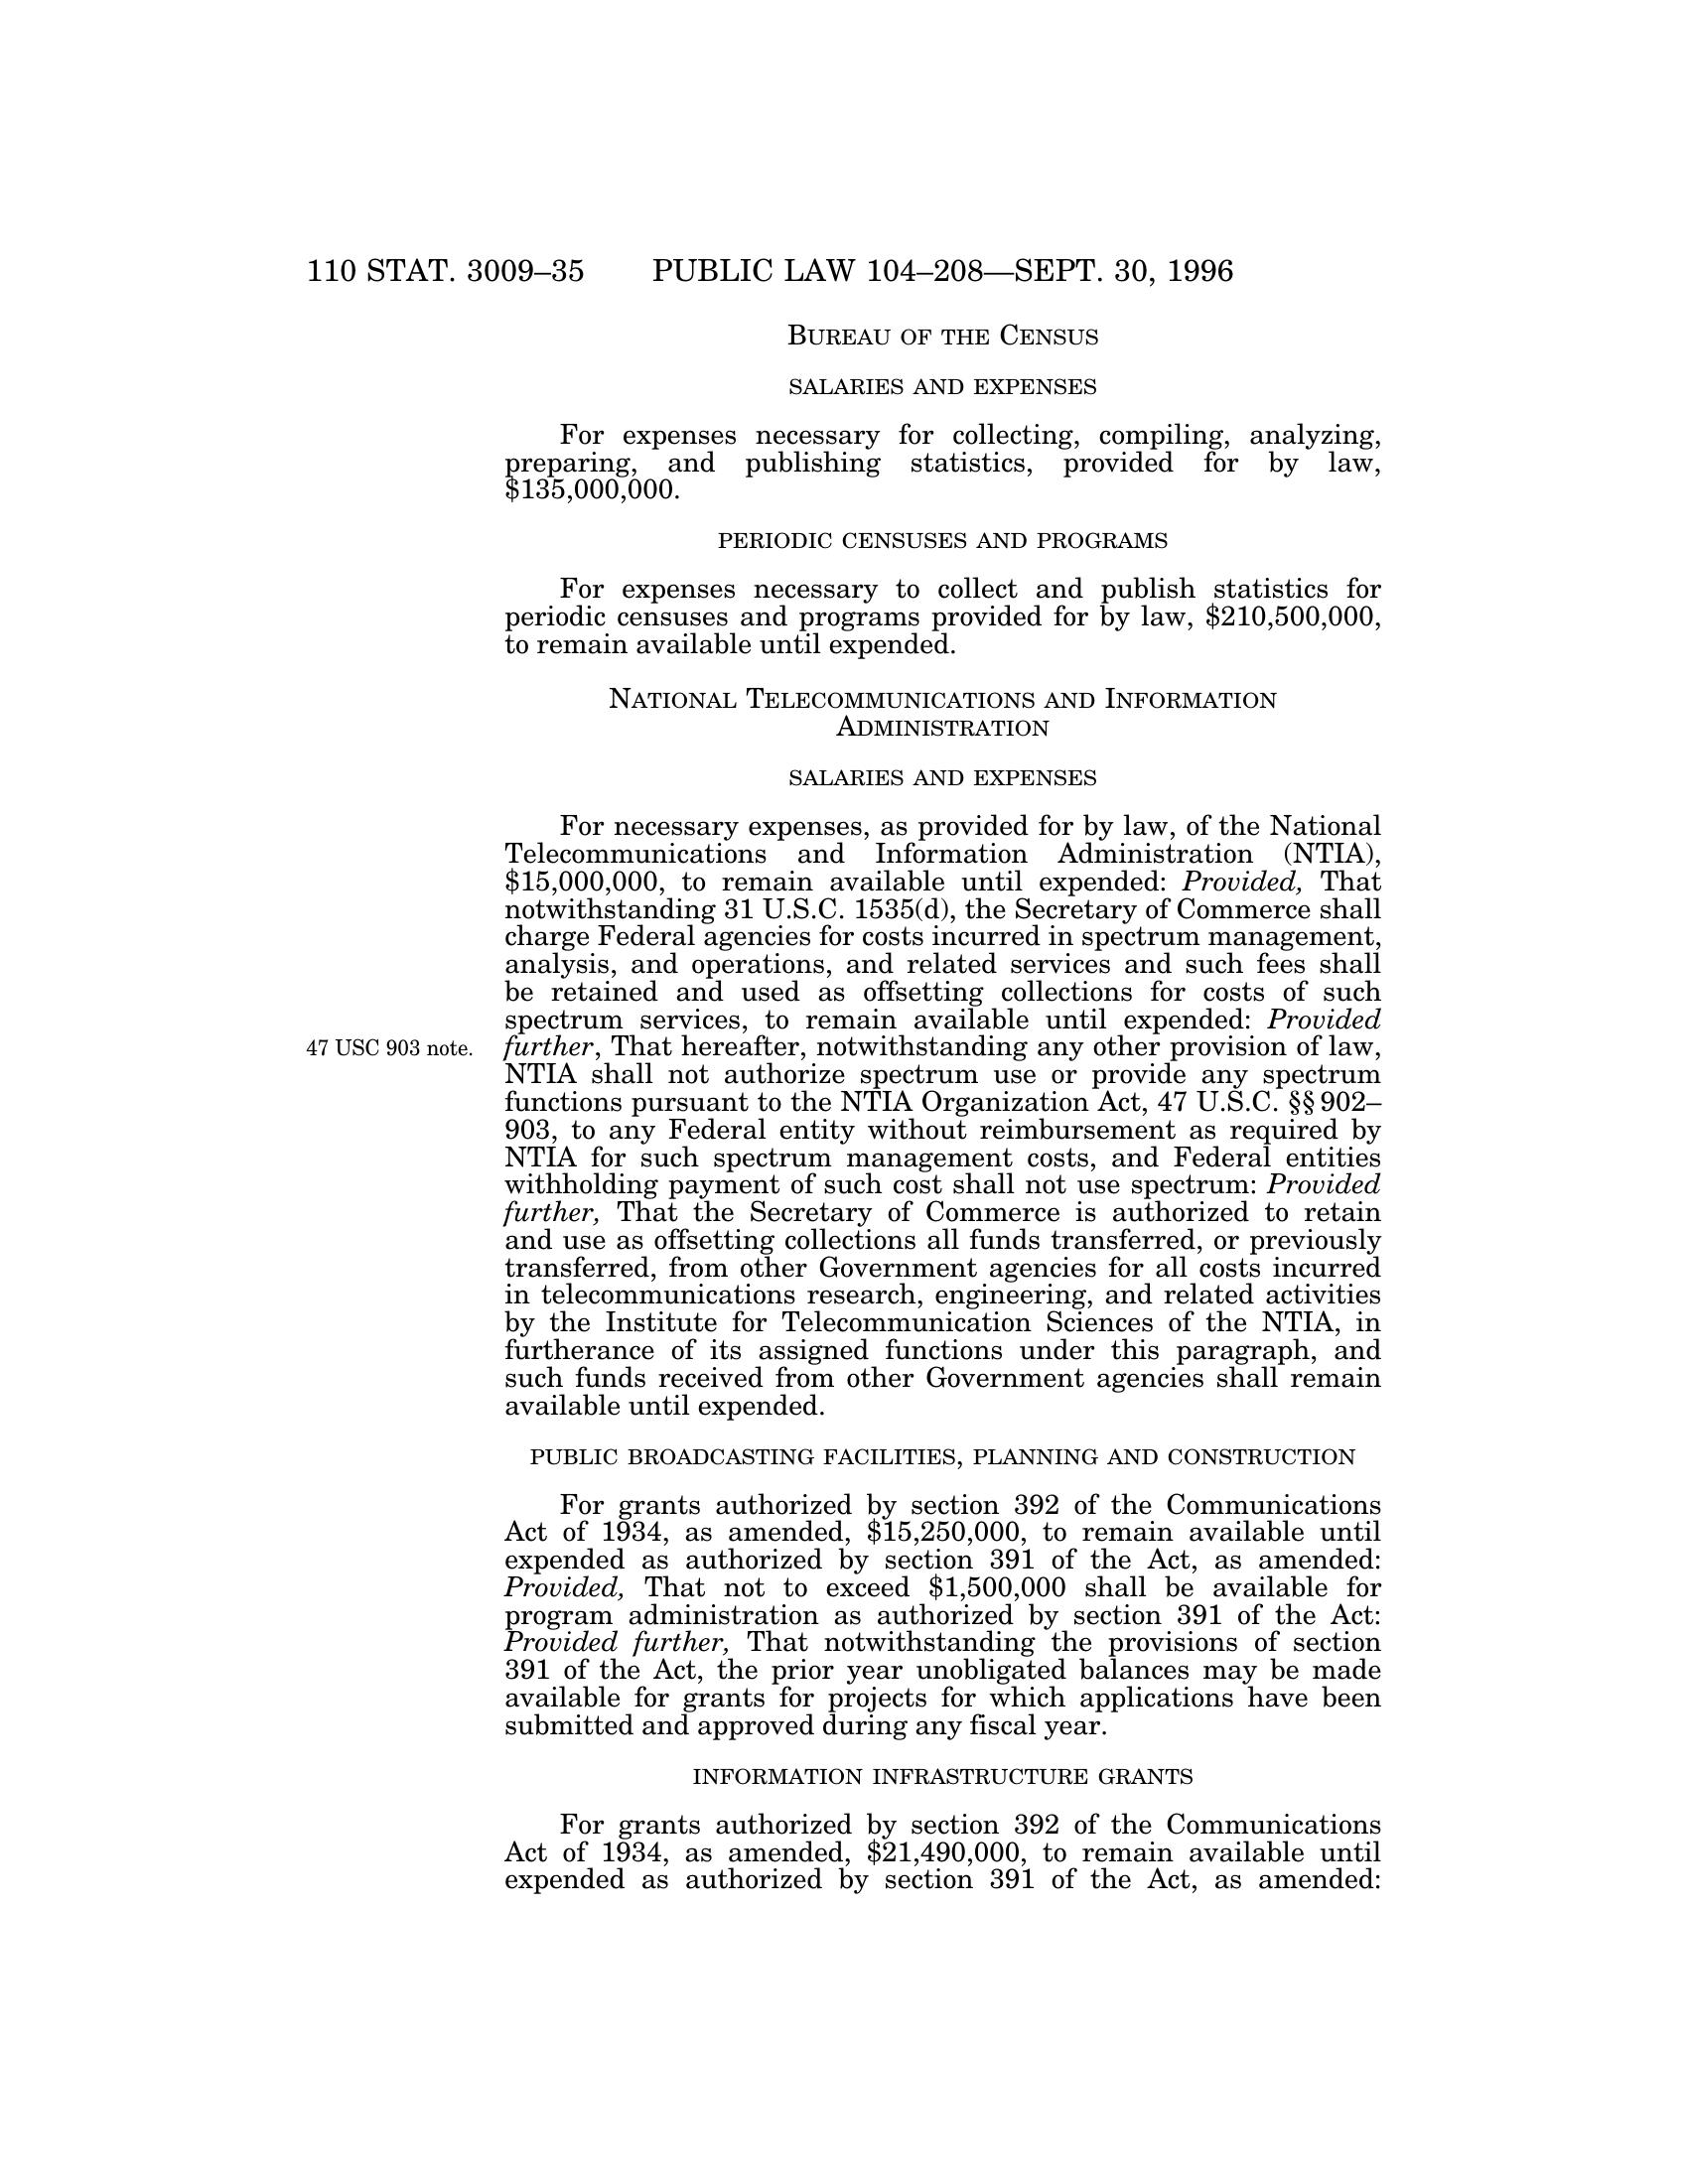 110 STAT. 3009–35 PUBLIC LAW 104–208—SEPT. 30, 1996
BUREAU OF THE CENSUS
SALARIES AND EXPENSES
For expenses necessary for collecting, compiling, analyzing,
preparing, and publishing statistics, provided for by law,
$135,000,000.
PERIODIC CENSUSES AND PROGRAMS
For expenses necessary to collect and publish statistics for
periodic censuses and programs provided for by law, $210,500,000,
to remain available until expended.
NATIONAL TELECOMMUNICATIONS AND INFORMATION
ADMINISTRATION
SALARIES AND EXPENSES
For necessary expenses, as provided for by law, of the National
Telecommunications and Information Administration (NTIA),
$15,000,000, to remain available until expended: Provided, That
notwithstanding 31 U.S.C. 1535(d), the Secretary of Commerce shall
charge Federal agencies for costs incurred in spectrum management,
analysis, and operations, and related services and such fees shall
be retained and used as offsetting collections for costs of such
spectrum services, to remain available until expended: Provided
47 USC 903 note.
further, That hereafter, notwithstanding any other provision of law,
NTIA shall not authorize spectrum use or provide any spectrum
functions pursuant to the NTIA Organization Act, 47 U.S.C. §§ 902–
903, to any Federal entity without reimbursement as required by
NTIA for such spectrum management costs, and Federal entities
withholding payment of such cost shall not use spectrum: Provided
further, That the Secretary of Commerce is authorized to retain
and use as offsetting collections all funds transferred, or previously
transferred, from other Government agencies for all costs incurred
in telecommunications research, engineering, and related activities
by the Institute for Telecommunication Sciences of the NTIA, in
furtherance of its assigned functions under this paragraph, and
such funds received from other Government agencies shall remain
available until expended.
PUBLIC BROADCASTING FACILITIES, PLANNING AND CONSTRUCTION
For grants authorized by section 392 of the Communications
Act of 1934, as amended, $15,250,000, to remain available until
expended as authorized by section 391 of the Act, as amended:
Provided, That not to exceed $1,500,000 shall be available for
program administration as authorized by section 391 of the Act:
Provided further, That notwithstanding the provisions of section
391 of the Act, the prior year unobligated balances may be made
available for grants for projects for which applications have been
submitted and approved during any fiscal year.
INFORMATION INFRASTRUCTURE GRANTS
For grants authorized by section 392 of the Communications
Act of 1934, as amended, $21,490,000, to remain available until
expended as authorized by section 391 of the Act, as amended: